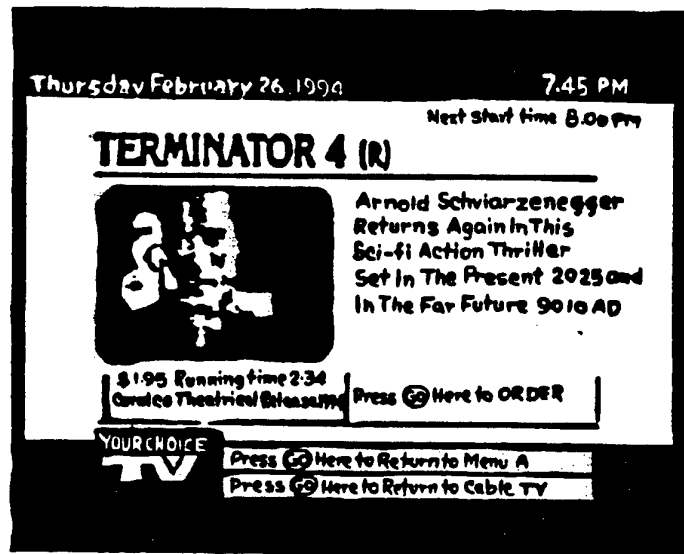 Thursday February 26, 1994 7.45 PM
Next start time 8.00 Pm
TERMINATOR 4 (R)
Arnold Schwarzenegger
Returns Again In This
Sci-fi Action Thriller
Set In The Present 2025 and
In The Far Future 9010 AD
$1.95 Running time 2:34
Carolco Theatrical Release
Press GO Here to ORDER
YOUR CHOICE
TV
Press GO Here to Return to Menu A
Press GO Here to Return to Cable TV